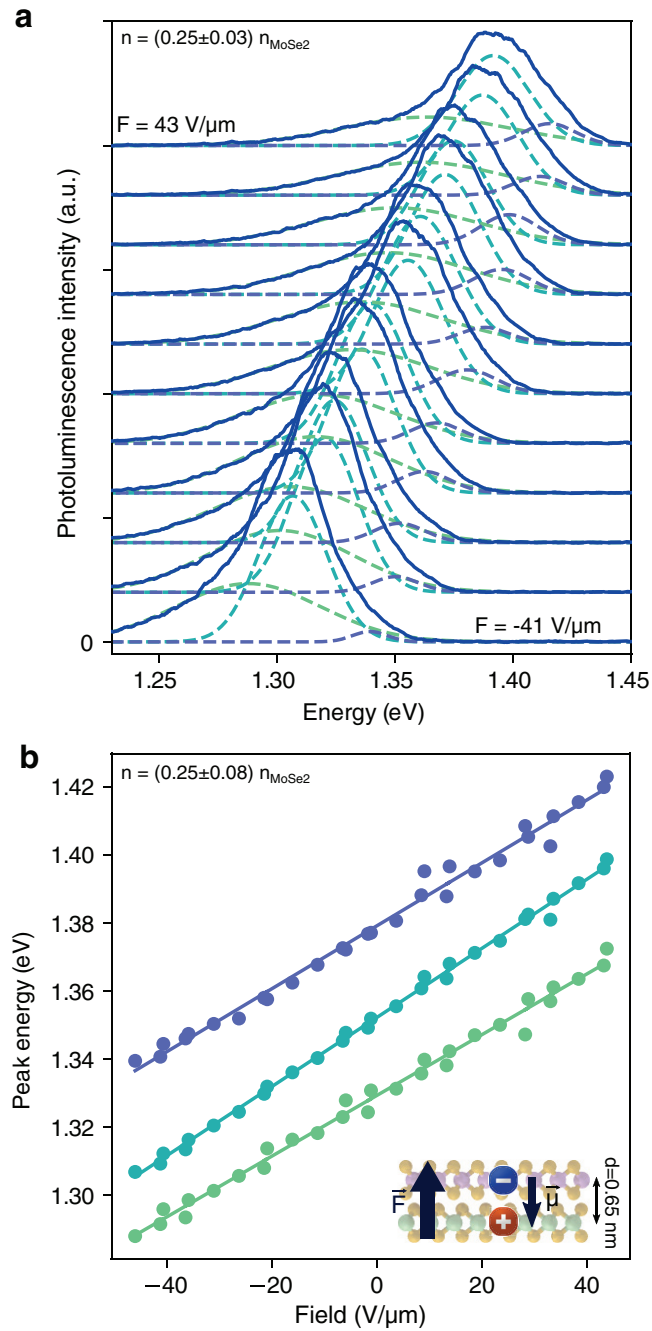 a
n = (0.25±0.03) nMoSe2
F = 43 V/µm
F = -41 V/µm
Photoluminescence intensity (a.u.)
0
1.25 1.30 1.35 1.40 1.45
Energy (eV)
b
n = (0.25±0.08) nMoSe2
1.42
1.40
1.38
1.36
1.34
1.32
1.30
Peak energy (eV)
F
−
+
μ
d=0.65 nm
−40 −20 0 20 40
Field (V/µm)